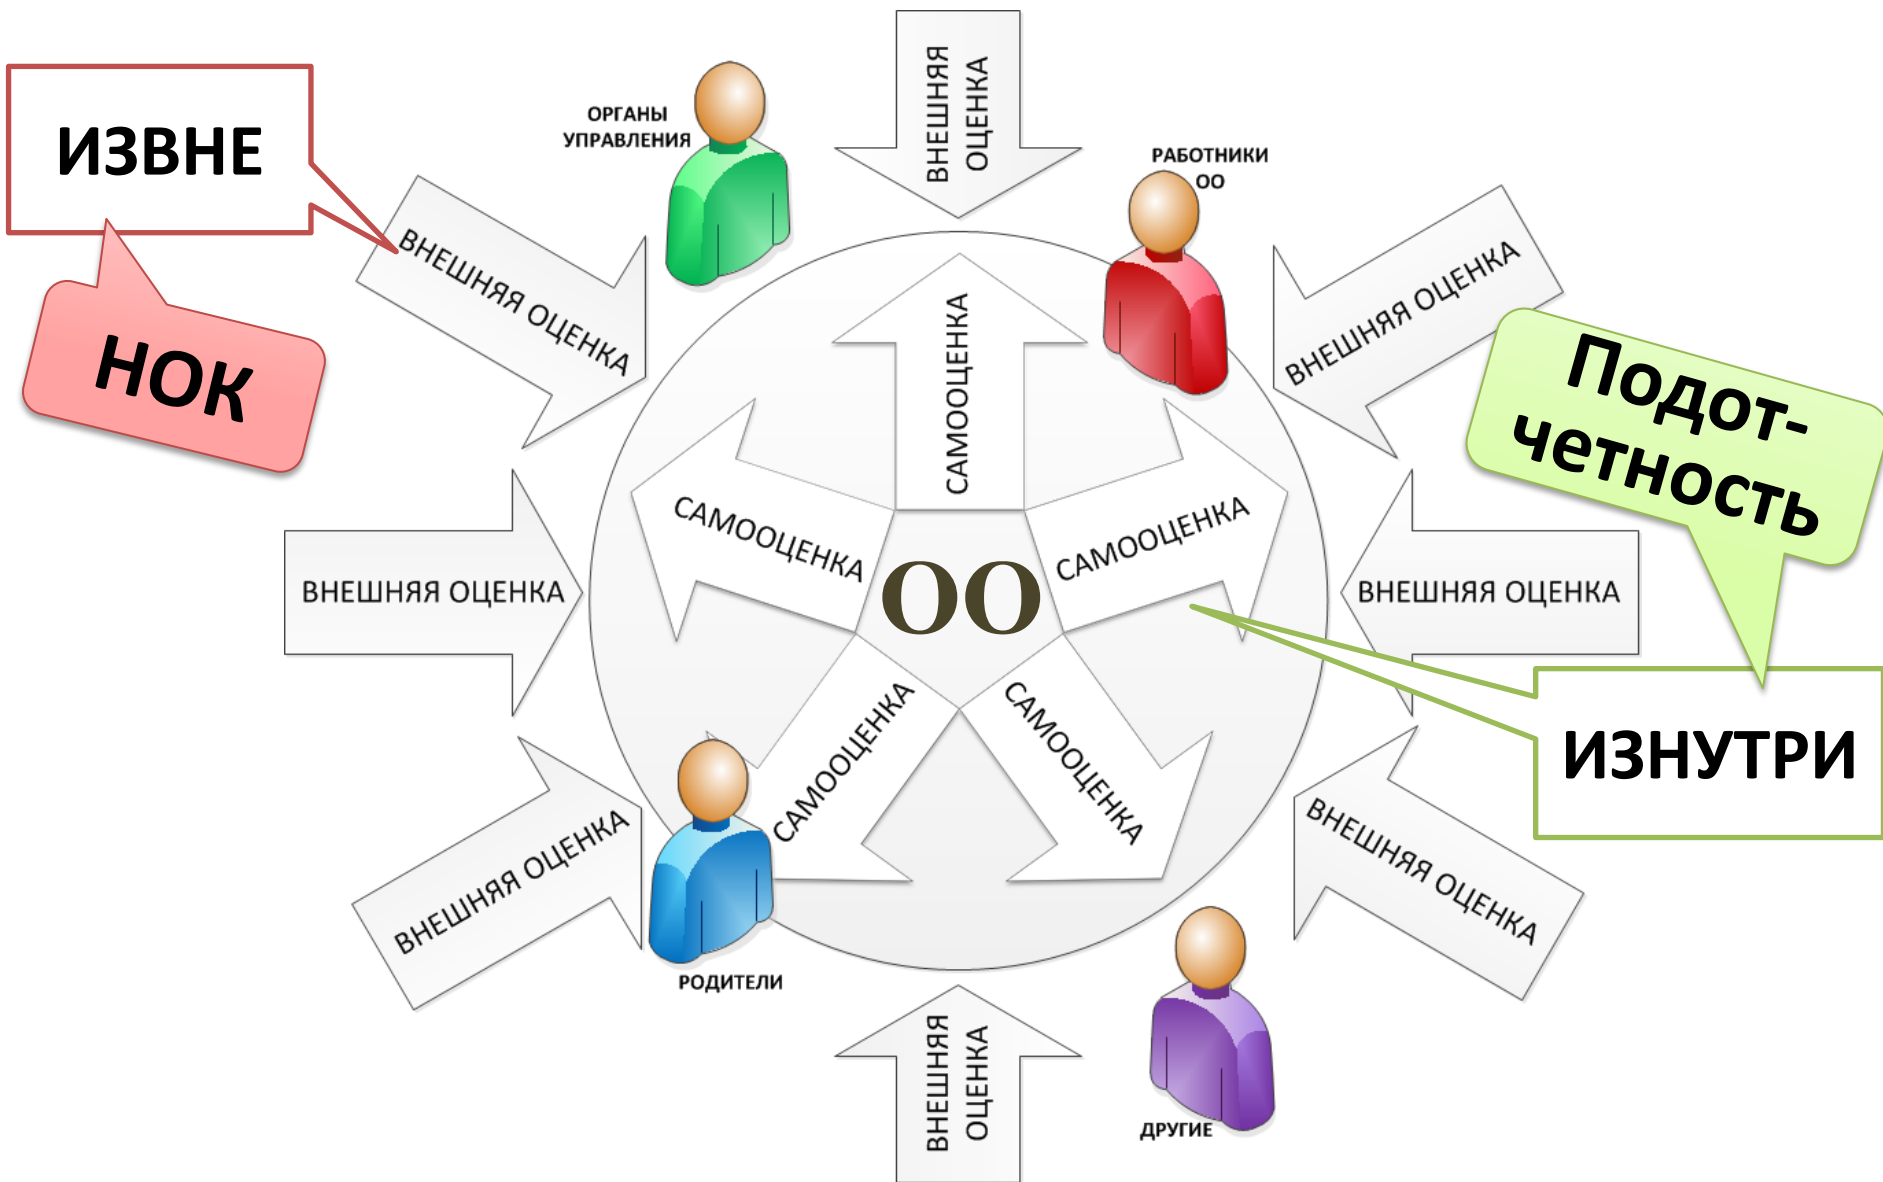 ИЗВНЕ
НОК
ОРГАНЫ
УПРАВЛЕНИЯ
ВНЕШНЯЯ
ОЦЕНКА
РАБОТНИКИ
ОО
ВНЕШНЯЯ ОЦЕНКА
ВНЕШНЯЯ ОЦЕНКА
Подот-
четность
САМООЦЕНКА
САМООЦЕНКА
САМООЦЕНКА
ОО
ВНЕШНЯЯ ОЦЕНКА
ВНЕШНЯЯ ОЦЕНКА
ИЗНУТРИ
САМООЦЕНКА
САМООЦЕНКА
ВНЕШНЯЯ ОЦЕНКА
ВНЕШНЯЯ ОЦЕНКА
РОДИТЕЛИ
ВНЕШНЯЯ
ОЦЕНКА
ДРУГИЕ